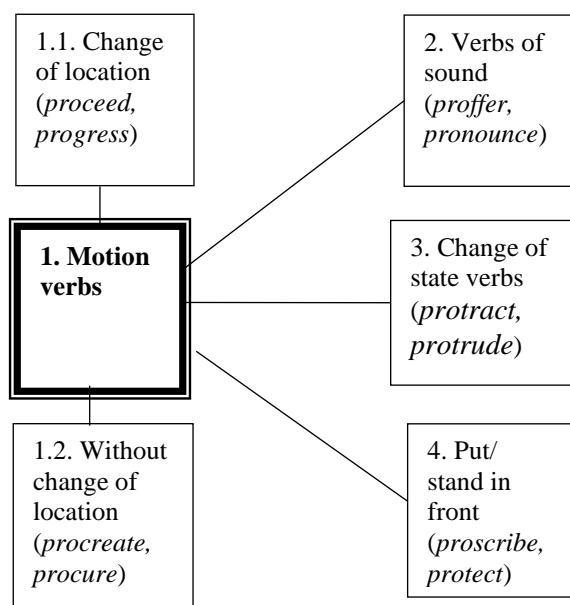 1.1. Change
of location
(proceed,
progress)
2. Verbs of
sound
(proffer,
pronounce)
1. Motion
verbs
3. Change of
state verbs
(protract,
protrude)
1.2. Without
change of
location
(procreate,
procure)
4. Put/
stand in
front
(proscribe,
protect)